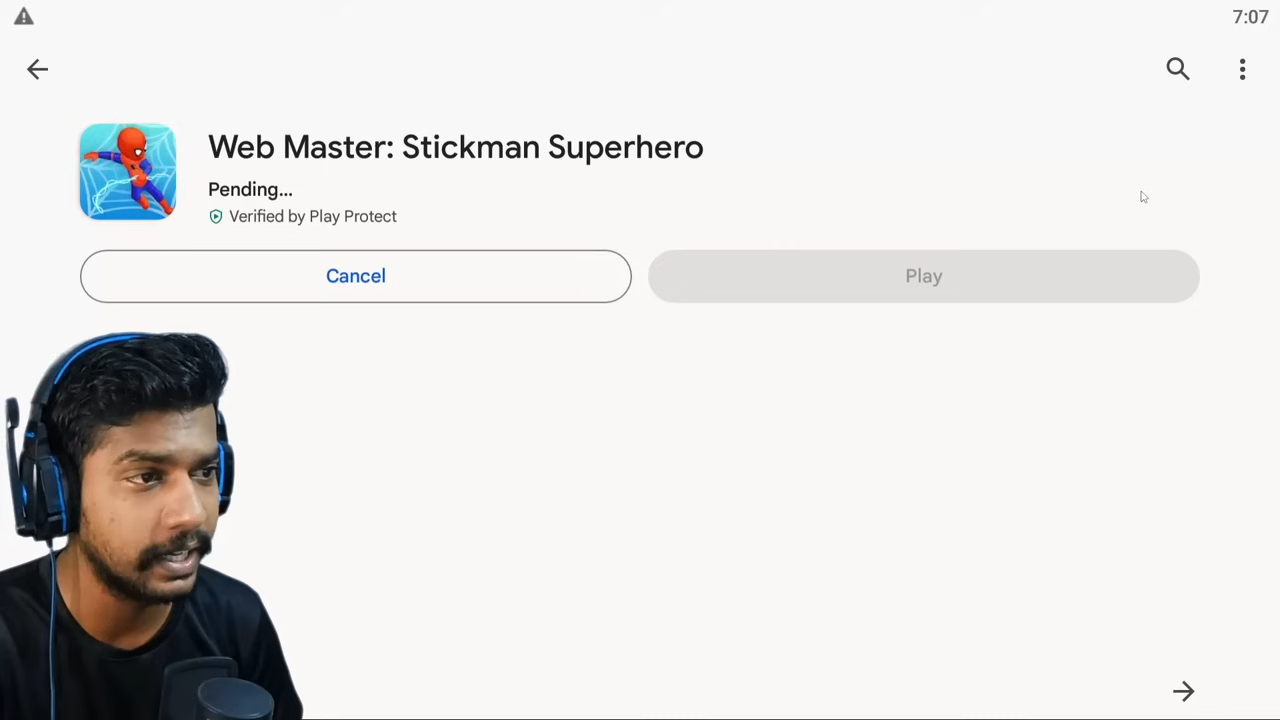 7:07
Web Master: Stickman Superhero
Pending...
Verified by Play Protect
Cancel
Play